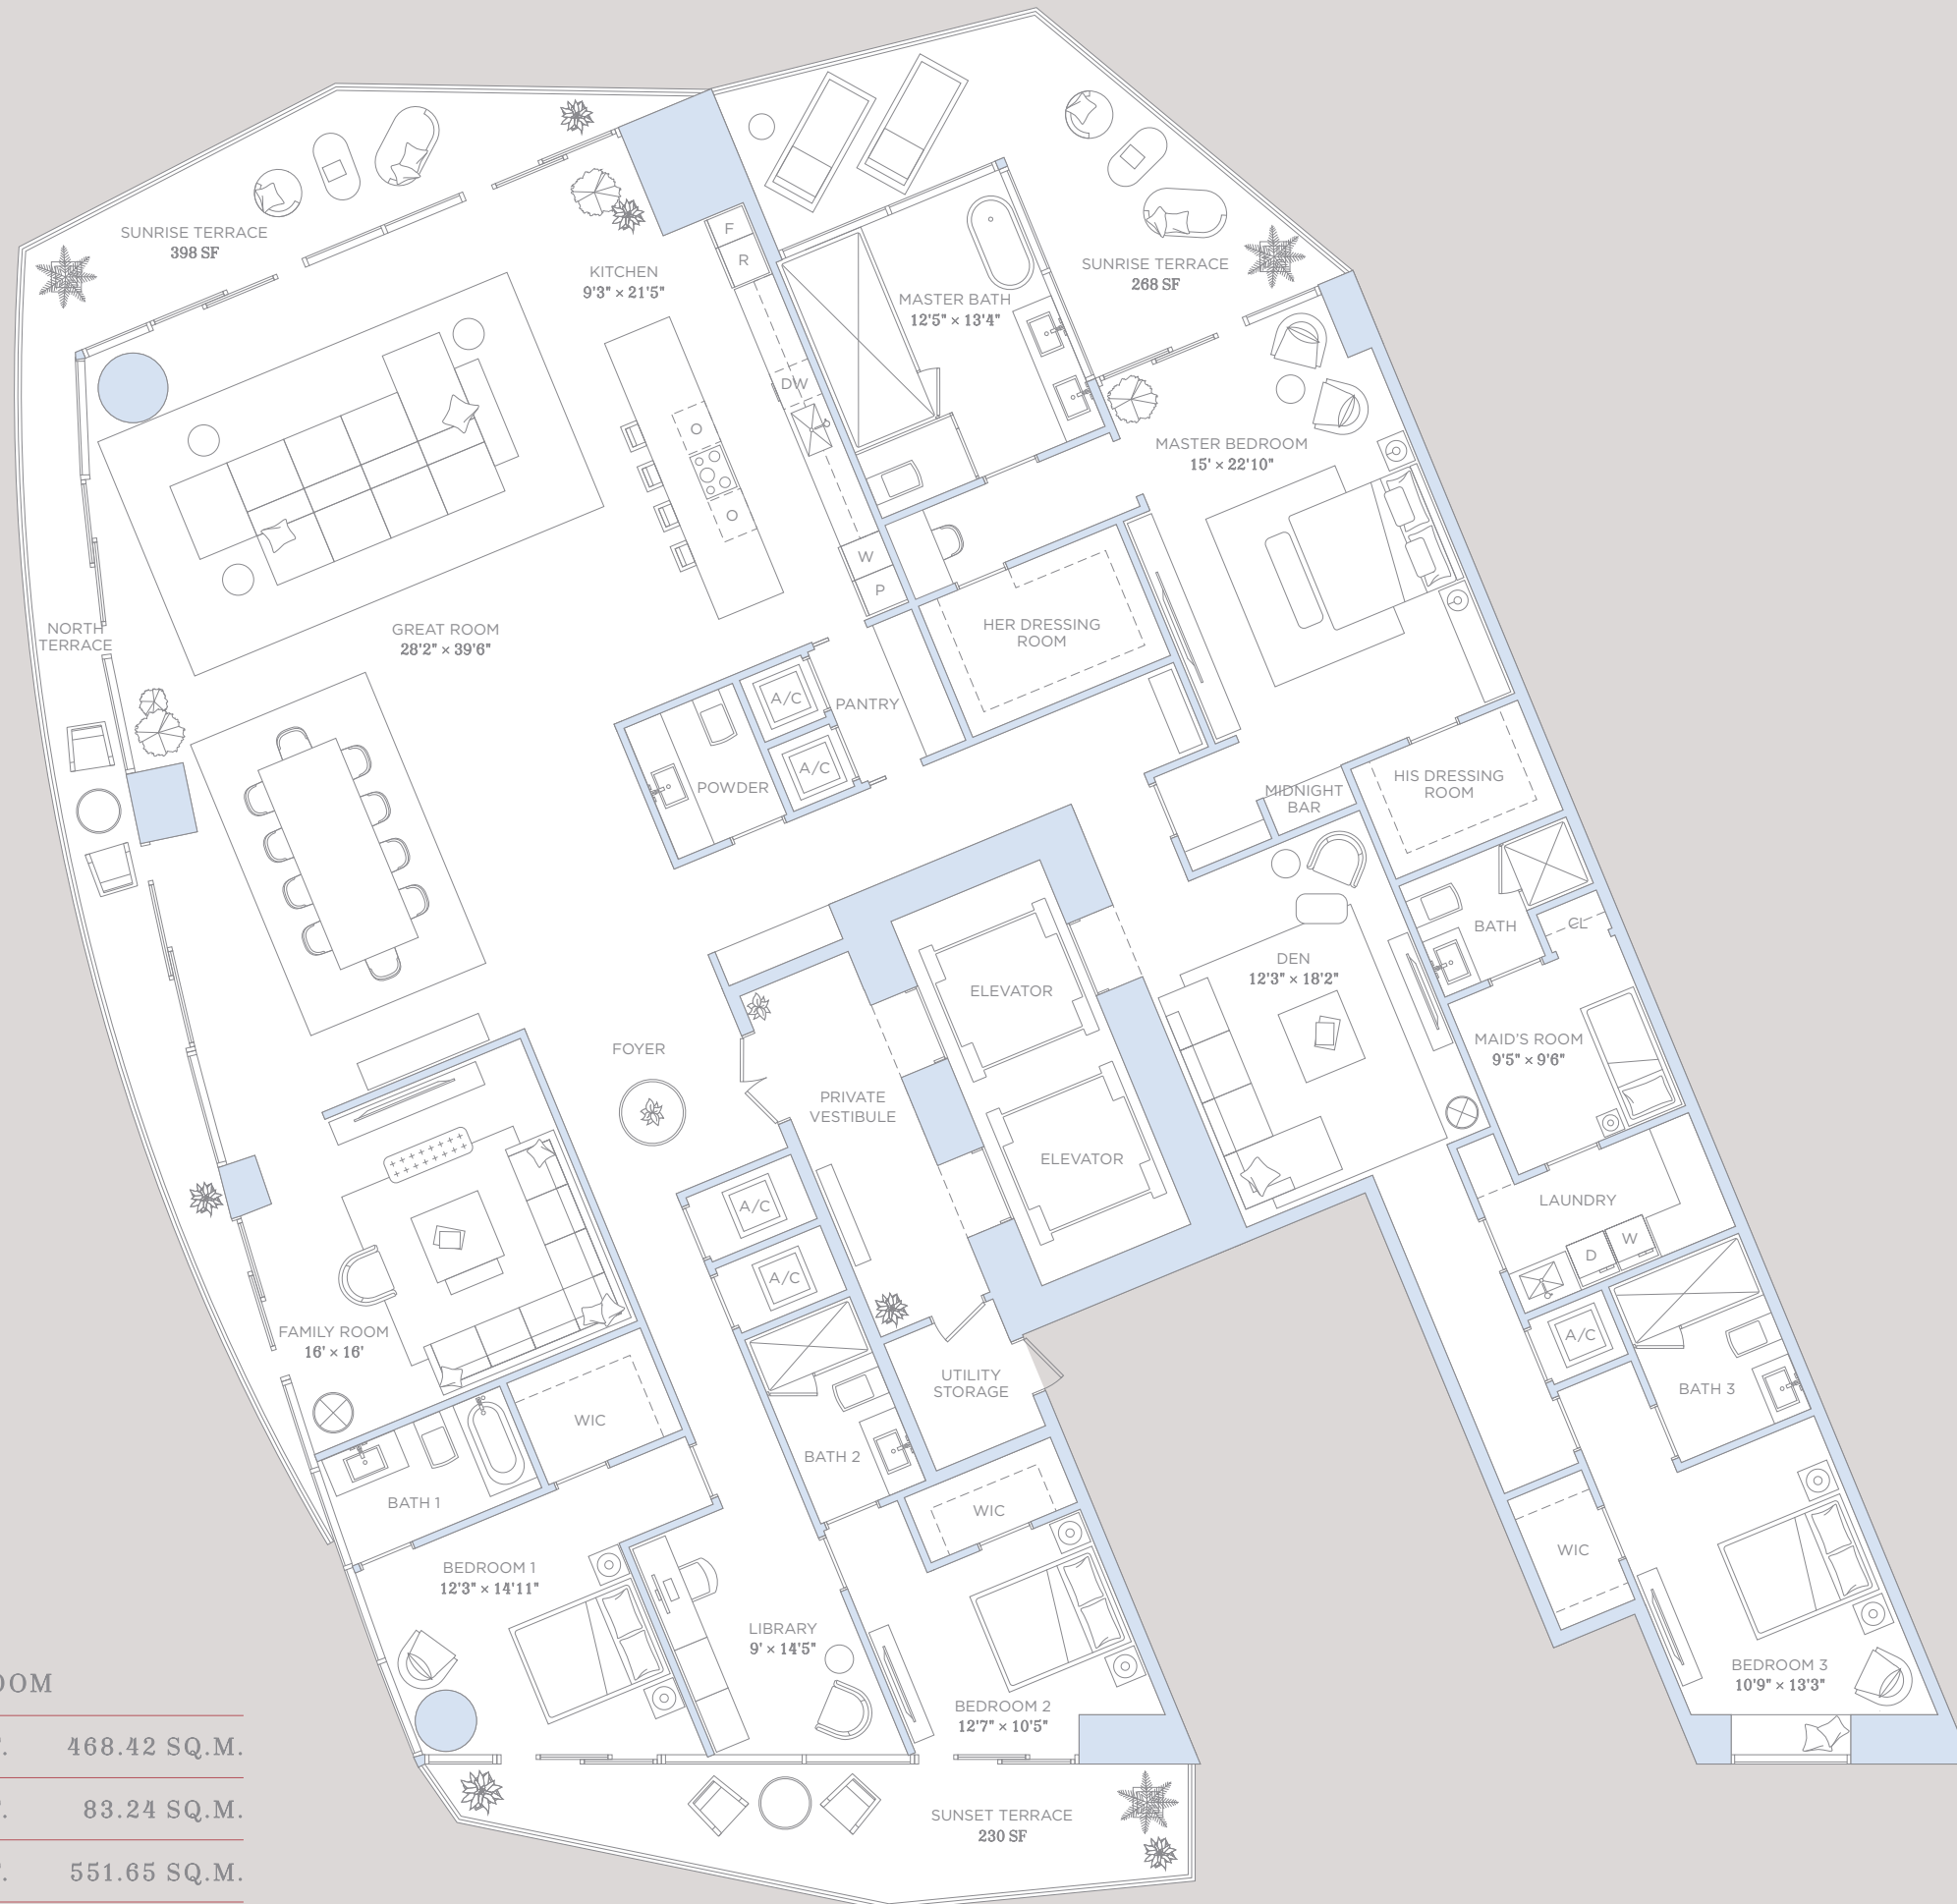 SUNRISE TERRACE
398 SF
KITCHEN
9'3" × 21'5"
F
R
MASTER BATH
12'5" × 13'4"
SUNRISE TERRACE
268 SF
DW
MASTER BEDROOM
15' × 22'10"
W
P
NORTH
TERRACE
GREAT ROOM
28'2" × 39'6"
HER DRESSING
ROOM
A/C
PANTRY
A/C
POWDER
MIDNIGHT
BAR
HIS DRESSING
ROOM
BATH
CL
ELEVATOR
DEN
12'3" × 18'2"
FOYER
MAID'S ROOM
9'5" × 9'6"
PRIVATE
VESTIBULE
ELEVATOR
A/C
LAUNDRY
D
W
A/C
FAMILY ROOM
16' × 16'
A/C
UTILITY
STORAGE
BATH 3
WIC
BATH 2
BATH 1
WIC
WIC
BEDROOM 1
12'3" × 14'11"
LIBRARY
9' × 14'5"
BEDROOM 2
12'7" × 10'5"
BEDROOM 3
10'9" × 13'3"
SUNSET TERRACE
230 SF
OOM
468.42 SQ.M.
83.24 SQ.M.
551.65 SQ.M.